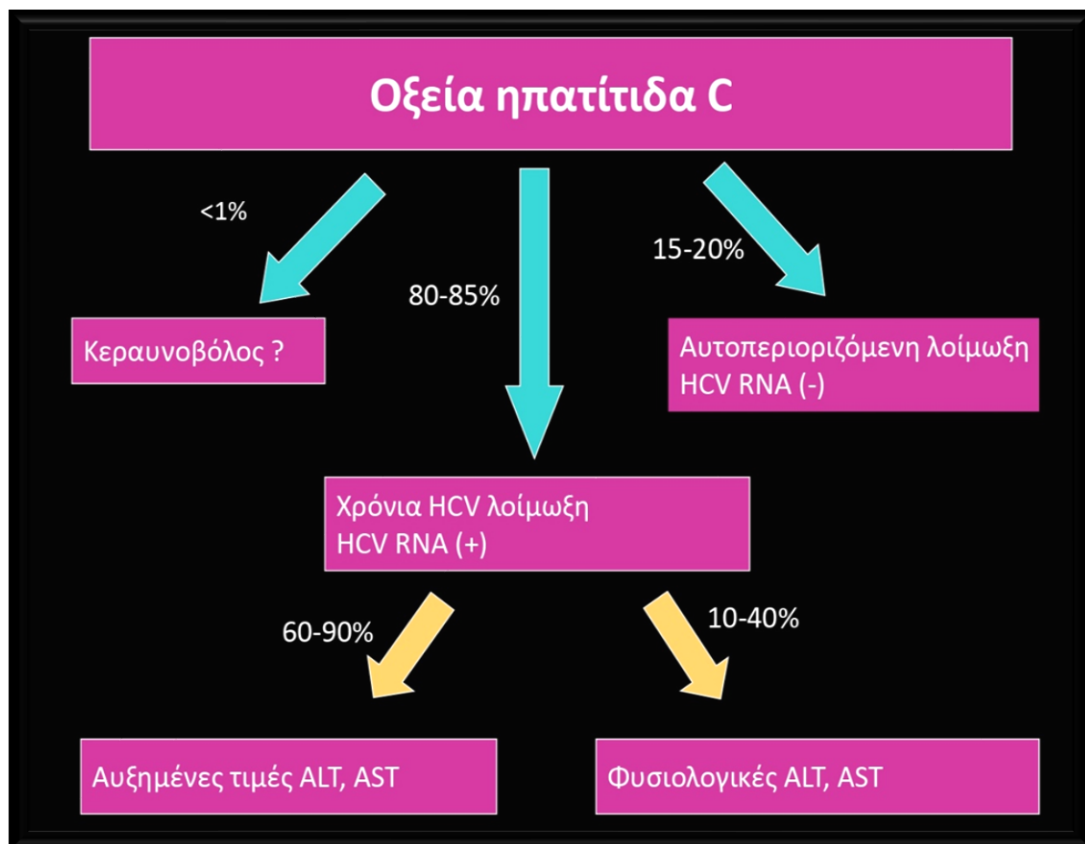 Οξεία ηπατίτιδα C
<1%
15-20%
80-85%
Κεραυνοβόλος ?
Αυτοπεριοριζόμενη λοίμωξη
HCV RNA (-)
Χρόνια HCV λοίμωξη
HCV RNA (+)
60-90%
10-40%
Αυξημένες τιμές ALT, AST
Φυσιολογικές ALT, AST